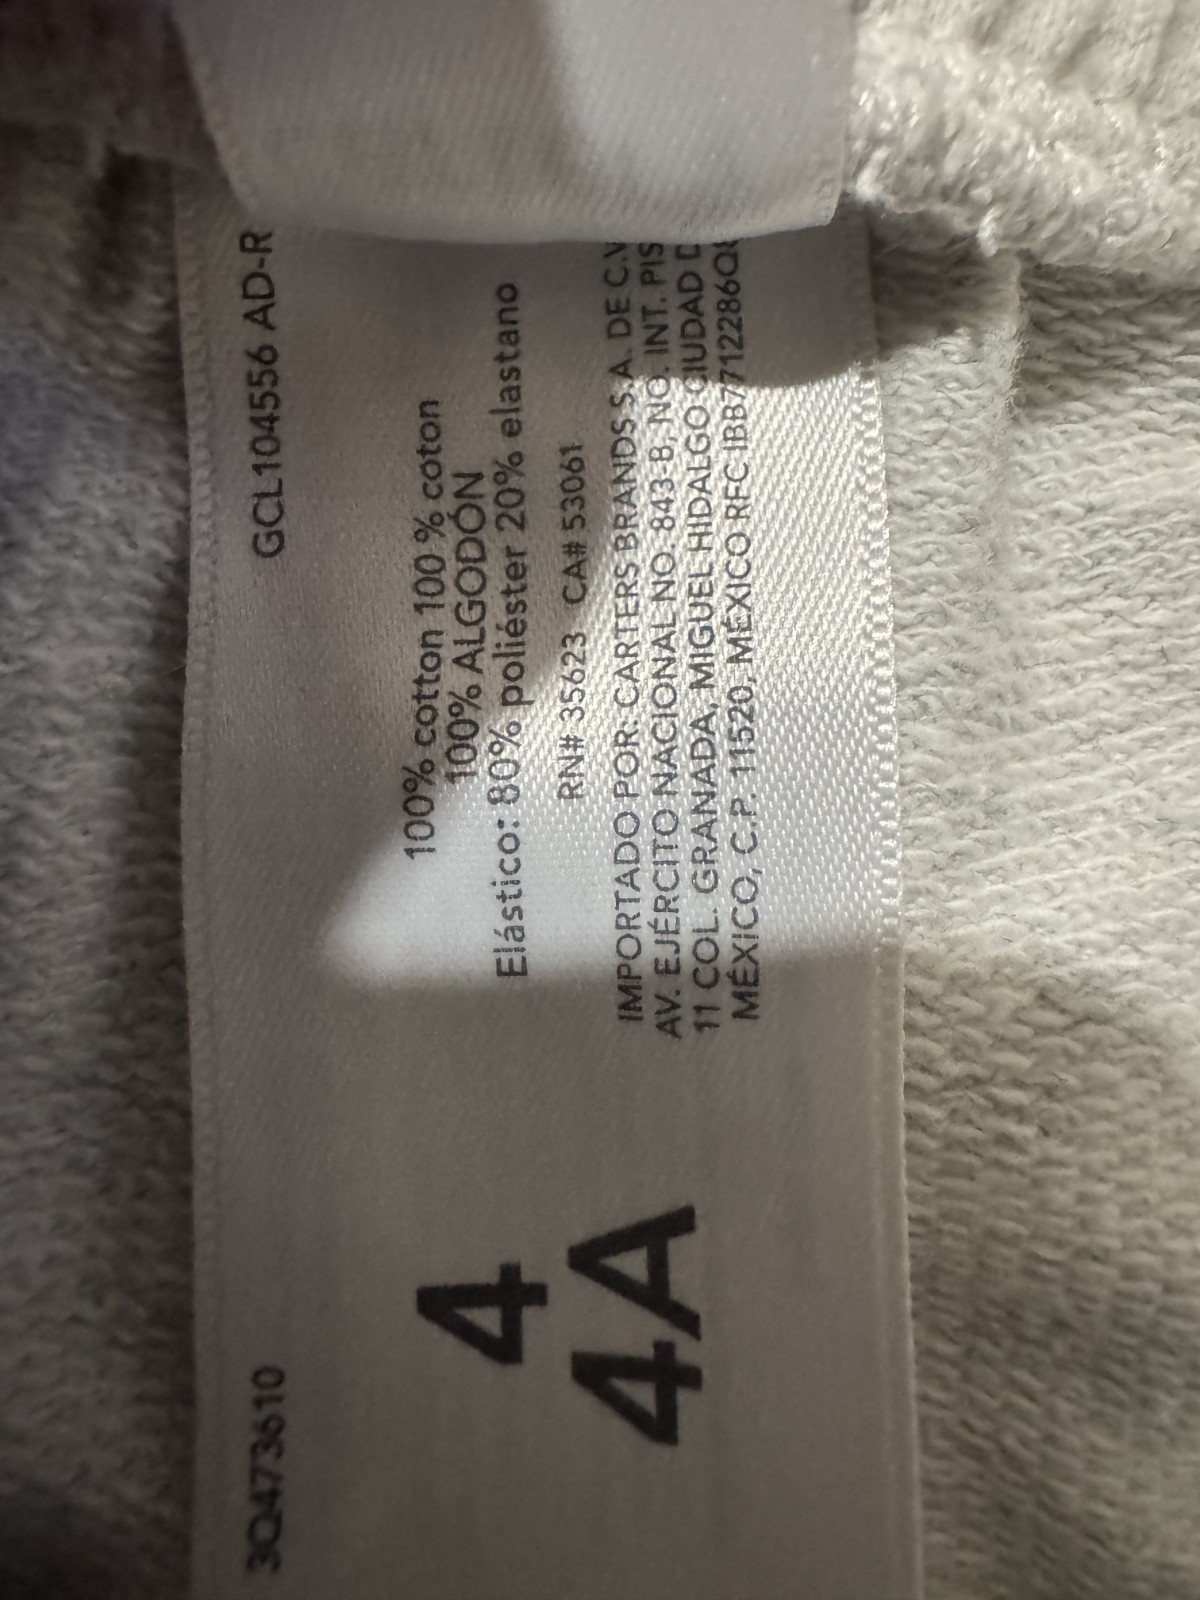 3Q473610
GCL104556 AD-R
4
4A
100% cotton 100 % coton
100% ALGODÓN
Elástico: 80% poliéster 20% elastano
RN# 35623 CA# 53061
IMPORTADO POR: CARTERS BRANDS S.A. DE C.V
AV. EJÉRCITO NACIONAL NO. 843-B, NO. INT. PIS
11 COL. GRANADA, MIGUEL HIDALGO CIUDAD D
MÉXICO, C.P. 11520, MÉXICO RFC